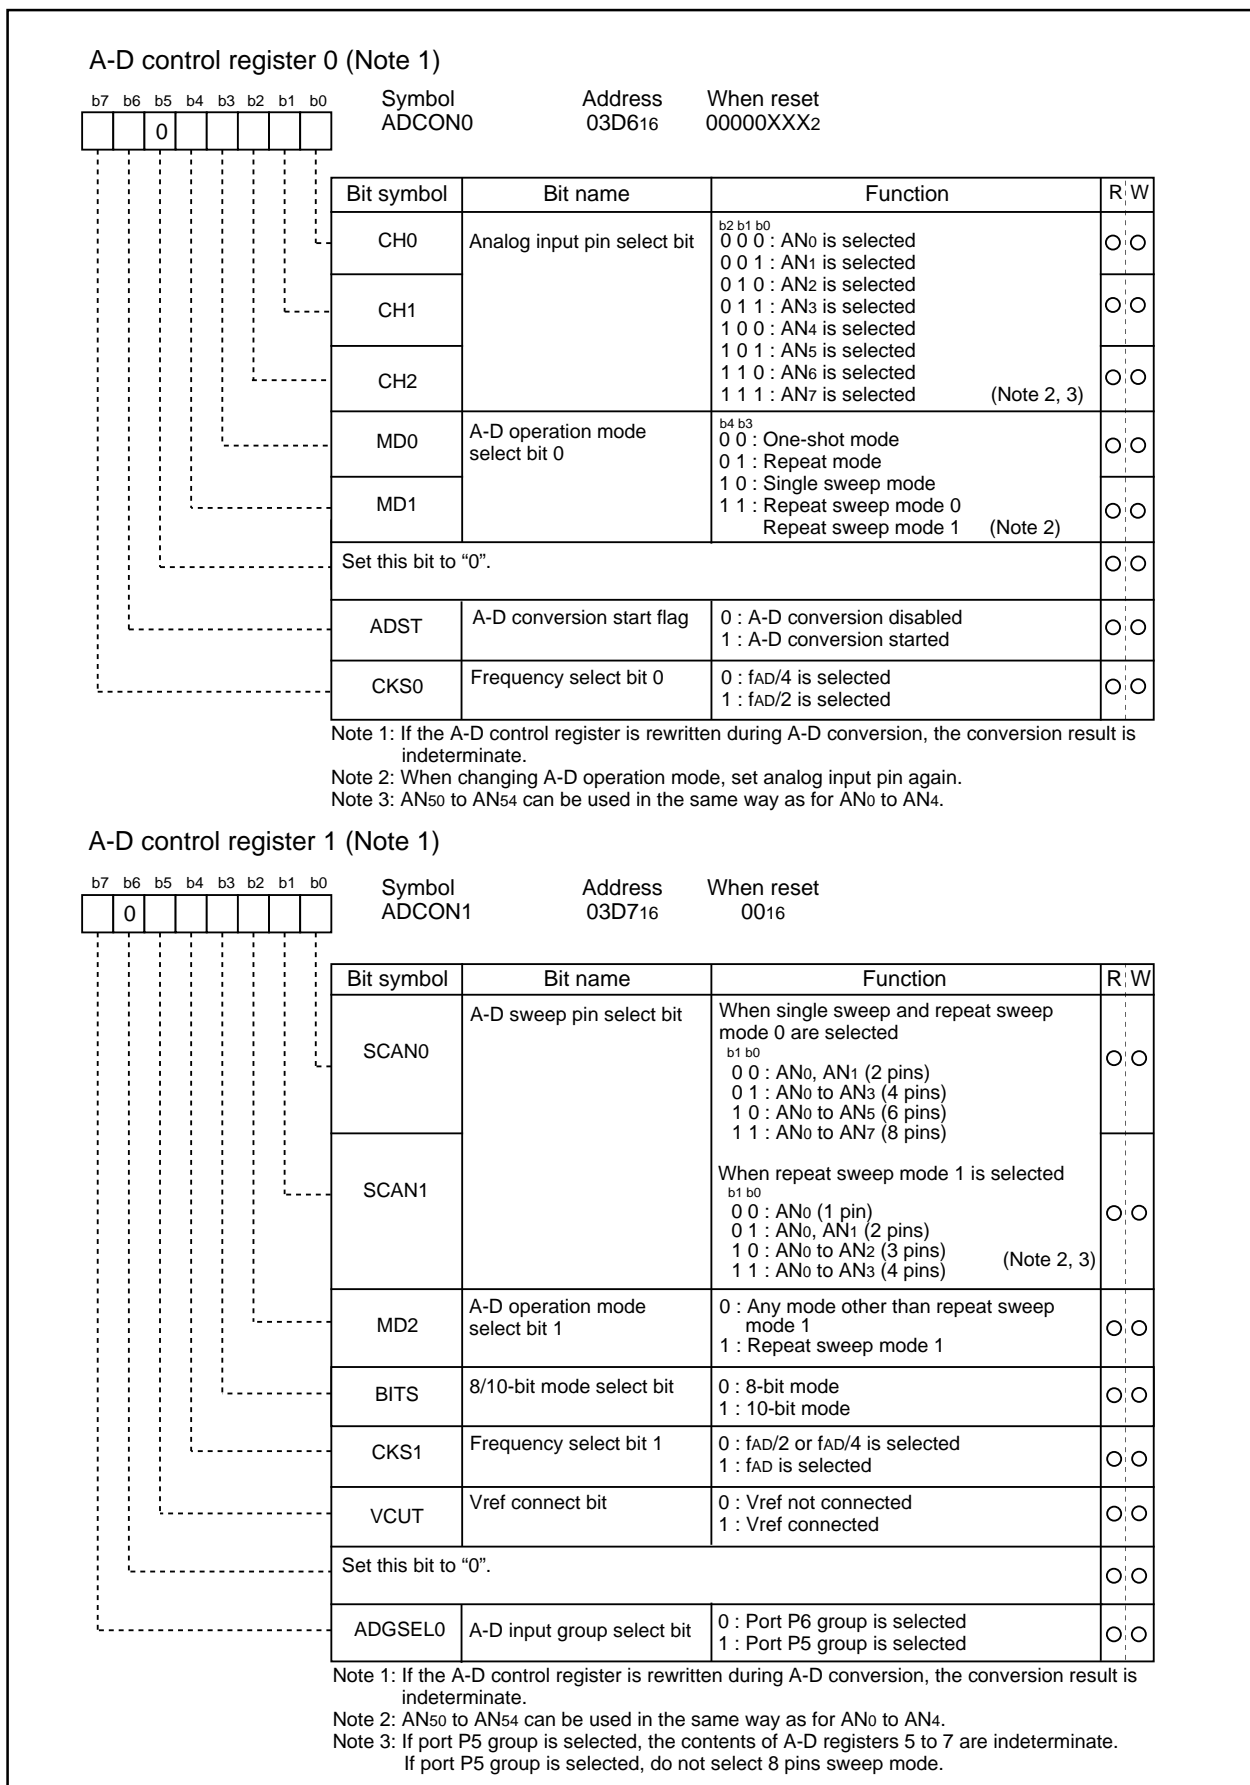 A-D control register 0 (Note 1)
b7 b6 b5 b4 b3 b2 b1 b0
Symbol Address When reset
ADCON0 03D616 00000XXX2
0
Bit symbol Bit name Function R W
CH0 Analog input pin select bit
b2 b1 b0
0 0 0 : AN0 is selected
0 0 1 : AN1 is selected
0 1 0 : AN2 is selected
CH1
0 1 1 : AN3 is selected
1 0 0 : AN4 is selected
1 0 1 : AN5 is selected
CH2
1 1 0 : AN6 is selected
1 1 1 : AN7 is selected (Note 2, 3)
MD0 A-D operation mode
select bit 0
b4 b3
0 0 : One-shot mode
0 1 : Repeat mode
1 0 : Single sweep mode
MD1
1 1 : Repeat sweep mode 0
Repeat sweep mode 1 (Note 2)
Set this bit to “0”.
ADST A-D conversion start flag
0 : A-D conversion disabled
1 : A-D conversion started
CKS0 Frequency select bit 0
0 : fAD/4 is selected
1 : fAD/2 is selected
Note 1: If the A-D control register is rewritten during A-D conversion, the conversion result is
indeterminate.
Note 2: When changing A-D operation mode, set analog input pin again.
Note 3: AN50 to AN54 can be used in the same way as for AN0 to AN4.
A-D control register 1 (Note 1)
b7 b6 b5 b4 b3 b2 b1 b0
Symbol Address When reset
ADCON1 03D716 0016
0
Bit symbol Bit name Function R W
SCAN0 A-D sweep pin select bit
When single sweep and repeat sweep
mode 0 are selected
b1 b0
0 0 : AN0, AN1 (2 pins)
0 1 : AN0 to AN3 (4 pins)
1 0 : AN0 to AN5 (6 pins)
1 1 : AN0 to AN7 (8 pins)
SCAN1
When repeat sweep mode 1 is selected
b1 b0
0 0 : AN0 (1 pin)
0 1 : AN0, AN1 (2 pins)
1 0 : AN0 to AN2 (3 pins)
1 1 : AN0 to AN3 (4 pins) (Note 2, 3)
MD2 A-D operation mode
select bit 1
0 : Any mode other than repeat sweep
mode 1
1 : Repeat sweep mode 1
BITS 8/10-bit mode select bit
0 : 8-bit mode
1 : 10-bit mode
CKS1 Frequency select bit 1
0 : fAD/2 or fAD/4 is selected
1 : fAD is selected
VCUT Vref connect bit
0 : Vref not connected
1 : Vref connected
Set this bit to “0”.
ADGSEL0 A-D input group select bit
0 : Port P6 group is selected
1 : Port P5 group is selected
Note 1: If the A-D control register is rewritten during A-D conversion, the conversion result is
indeterminate.
Note 2: AN50 to AN54 can be used in the same way as for AN0 to AN4.
Note 3: If port P5 group is selected, the contents of A-D registers 5 to 7 are indeterminate.
If port P5 group is selected, do not select 8 pins sweep mode.